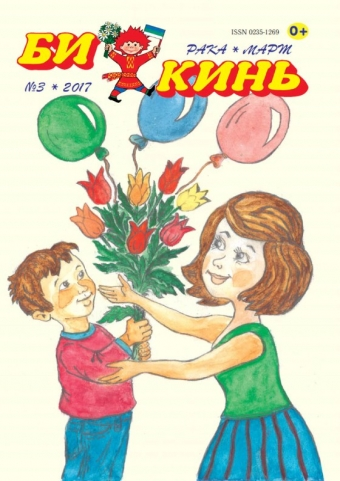 ISSN 0235-1269
0+
БИ
КИНЬ
РАКА * МАРТ
№3 * 2017